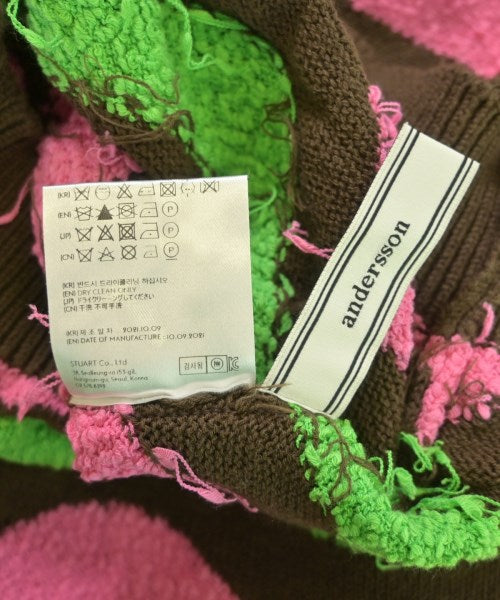 [KR]
[EN]
[JP]
[CN]
[KR] 반드시 드라이클리닝 하십시오
[EN] DRY CLEAN ONLY
[JP] ドライクリーニングしてください
[CN] 干洗 不可手洗
[KR] 제 조 일 자 : 2021.10.09
[EN] DATE OF MANUFACTURE : 10.09.2021
STUART Co., Ltd
Seoul, Korea
검사필
andersson